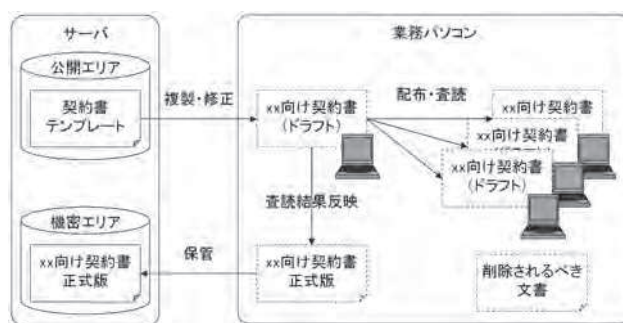 サーバ
業務パソコン
公開エリア
契約書
テンプレート
複製・修正
xx向け契約書
(ドラフト)
配布・査読
xx向け契約書
xx向け契約書
xx向け契約書
(ドラフト)
査読結果反映
機密エリア
xx向け契約書
正式版
保管
xx向け契約書
正式版
削除されるべき
文書